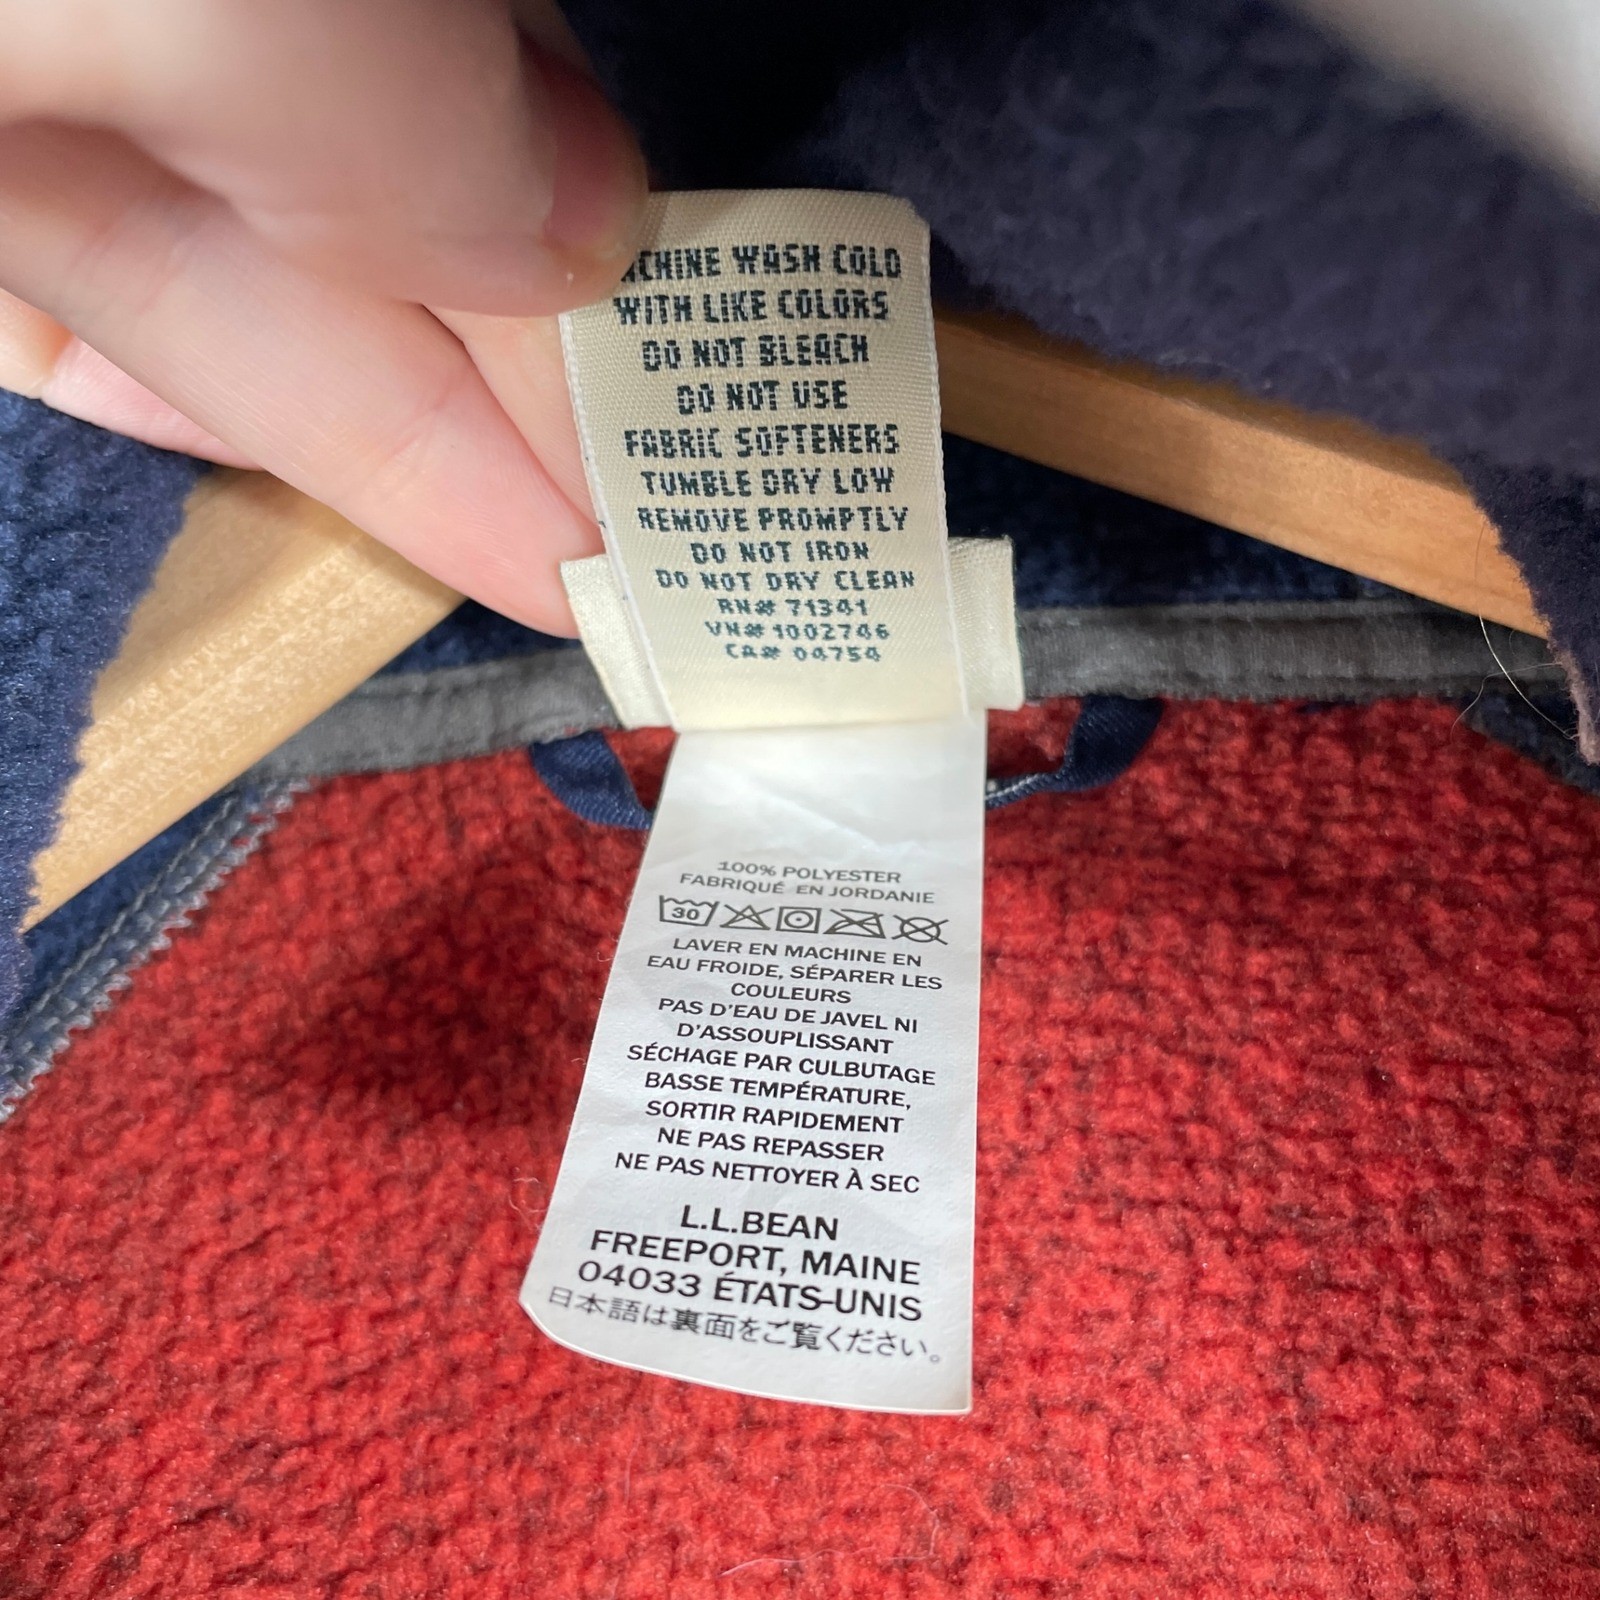 MACHINE WASH COLD
WITH LIKE COLORS
DO NOT BLEACH
DO NOT USE
FABRIC SOFTENERS
TUMBLE DRY LOW
REMOVE PROMPTLY
DO NOT IRON
DO NOT DRY CLEAN
RN# 71341
VN# 1002746
CA# 04754
100% POLYESTER
FABRIQUÉ EN JORDANIE
30
LAVER EN MACHINE EN
EAU FROIDE, SÉPARER LES
COULEURS
PAS D'EAU DE JAVEL NI
D'ASSOUPLISSANT
SÉCHAGE PAR CULBUTAGE
BASSE TEMPÉRATURE,
SORTIR RAPIDEMENT
NE PAS REPASSER
NE PAS NETTOYER À SEC
L.L.BEAN
FREEPORT, MAINE
04033 ÉTATS-UNIS
日本語は裏面をご覧ください。